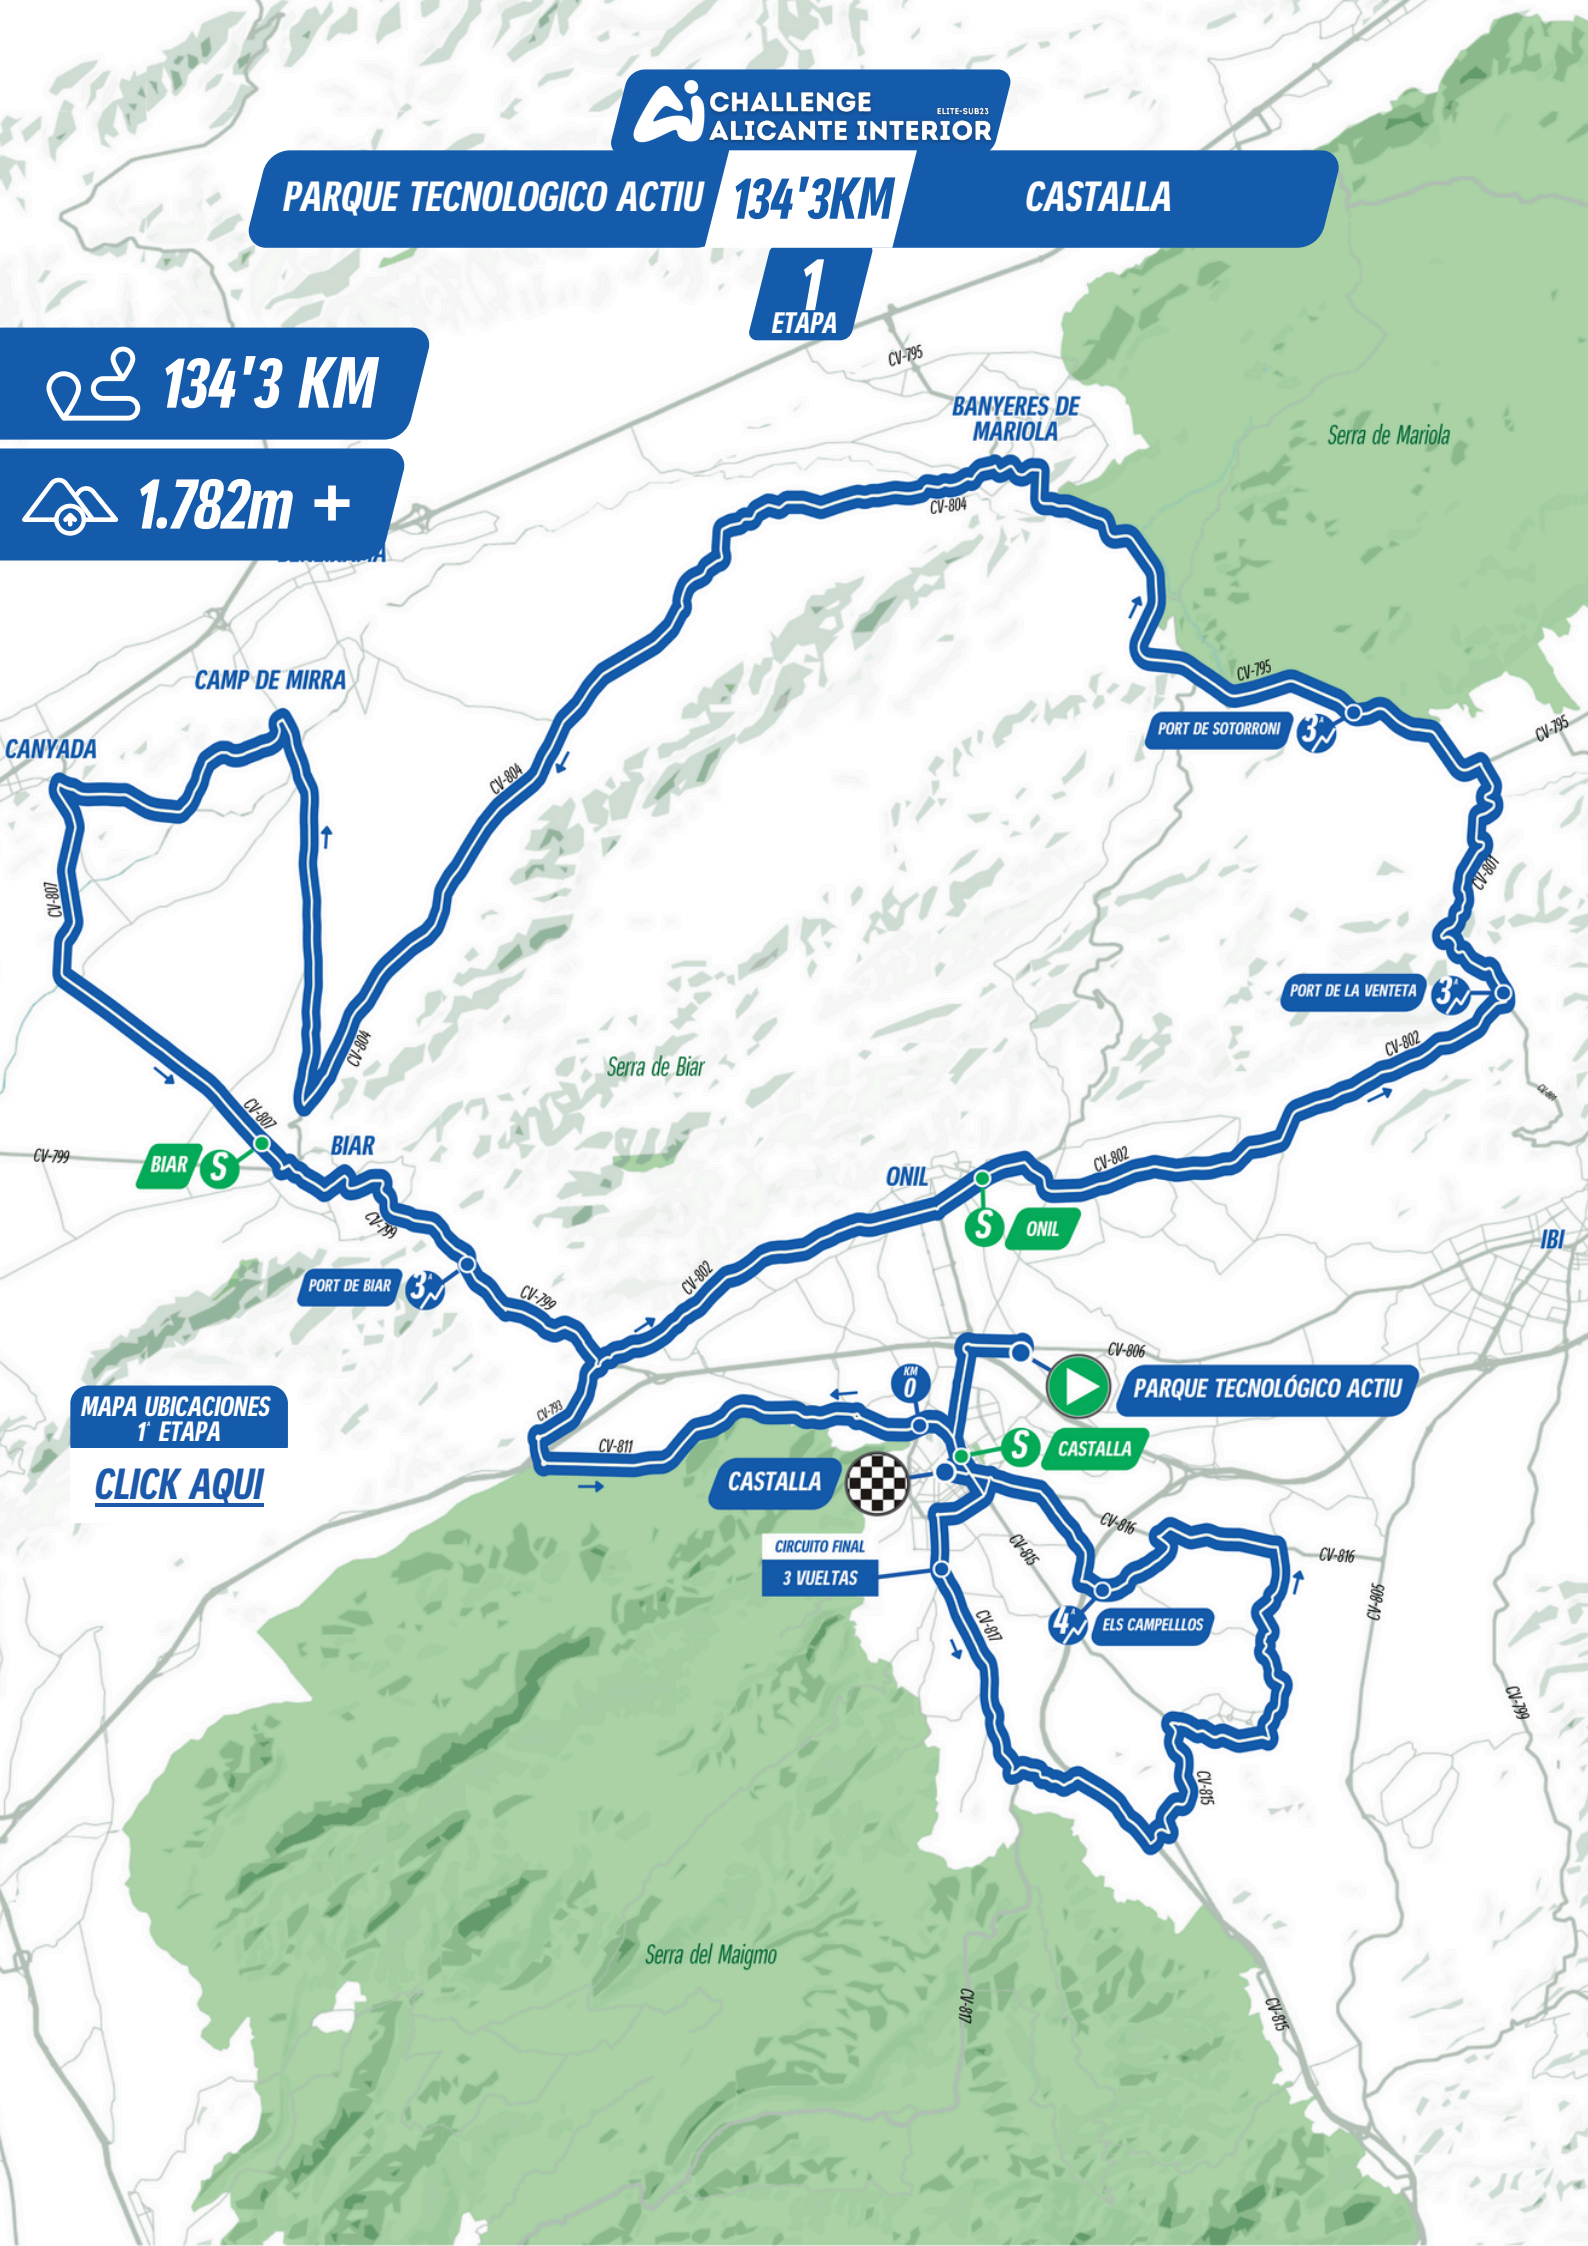 CHALLENGE
ELITE-SUB23
ALICANTE INTERIOR
PARQUE TECNOLOGICO ACTIU
134'3KM
CASTALLA
1
ETAPA
134'3 KM
1.782m +
CV-795
BANYERES DE
MARIOLA
Serra de Mariola
CV-804
CAMP DE MIRRA
CV-795
PORT DE SOTORRONI
3ª
CV-795
CANYADA
CV-804
CV-801
CV-807
PORT DE LA VENTETA
3ª
CV-804
CV-802
Serra de Biar
CV-801
CV-807
BIAR
CV-799
BIAR
S
CV-802
ONIL
CV-799
S
ONIL
IBI
PORT DE BIAR
3ª
CV-799
CV-802
CV-806
KM
0
PARQUE TECNOLÓGICO ACTIU
MAPA UBICACIONES
1ª ETAPA
CV-793
CV-811
S
CASTALLA
CLICK AQUI
CASTALLA
CV-816
CIRCUITO FINAL
3 VUELTAS
CV-815
CV-816
CV-805
4ª
ELS CAMPELLLOS
CV-817
CV-799
CV-815
Serra del Maigmo
CV-817
CV-815